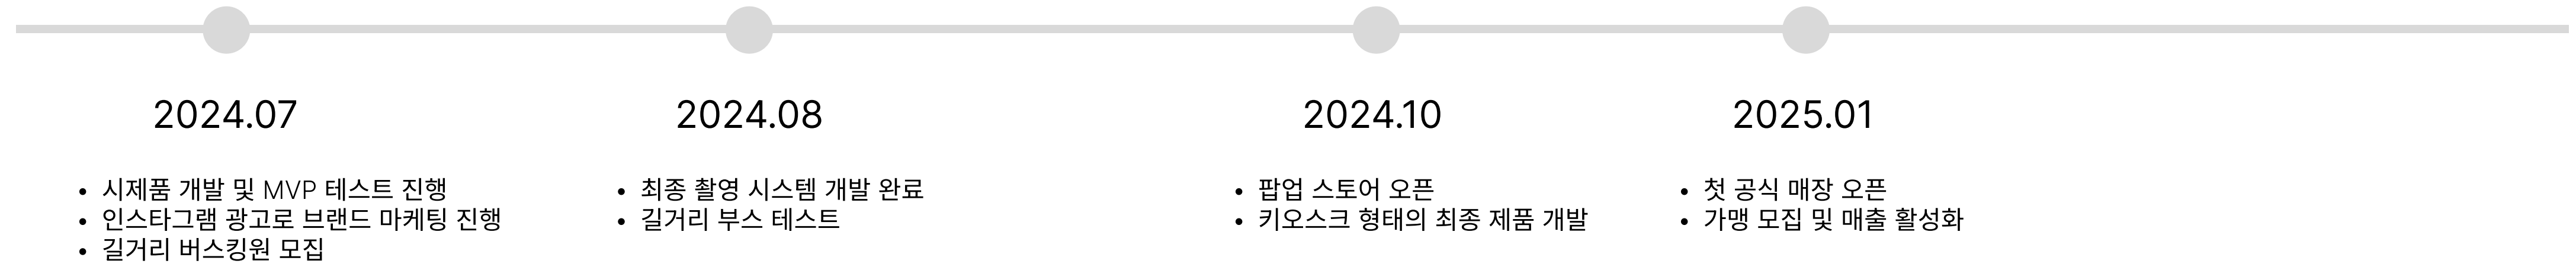 2024.07
• 시제품 개발 및 MVP 테스트 진행
• 인스타그램 광고로 브랜드 마케팅 진행
• 길거리 버스킹원 모집
2024.08
• 최종 촬영 시스템 개발 완료
• 길거리 부스 테스트
2024.10
• 팝업 스토어 오픈
• 키오스크 형태의 최종 제품 개발
2025.01
• 첫 공식 매장 오픈
• 가맹 모집 및 매출 활성화